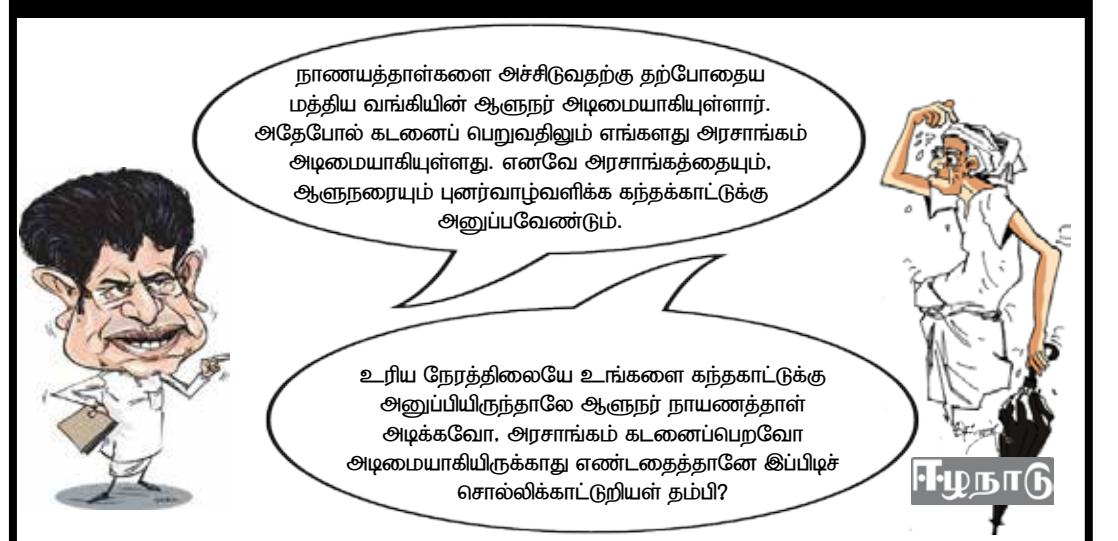 நாணயத்தாள்களை அச்சிடுவதற்கு தற்போதைய
மத்திய வங்கியின் ஆளுநர் அடிமையாகியுள்ளார்.
அதேபோல் கடனைப் பெறுவதிலும் எங்களது அரசாங்கம்
அடிமையாகியுள்ளது. எனவே அரசாங்கத்தையும்,
ஆளுநரையும் புனர்வாழ்வளிக்க கந்தக்காட்டுக்கு
அனுப்பவேண்டும்.
உரிய நேரத்திலையே உங்களை கந்தகாட்டுக்கு
அனுப்பியிருந்தாலே ஆளுநர் நாயணத்தாள்
அடிக்கவோ, அரசாங்கம் கடனைப்பெறவோ
அடிமையாகியிருக்காது எண்டதைத்தானே இப்பிடிச்
சொல்லிக்காட்டுறியள் தம்பி?
ஈழநாடு